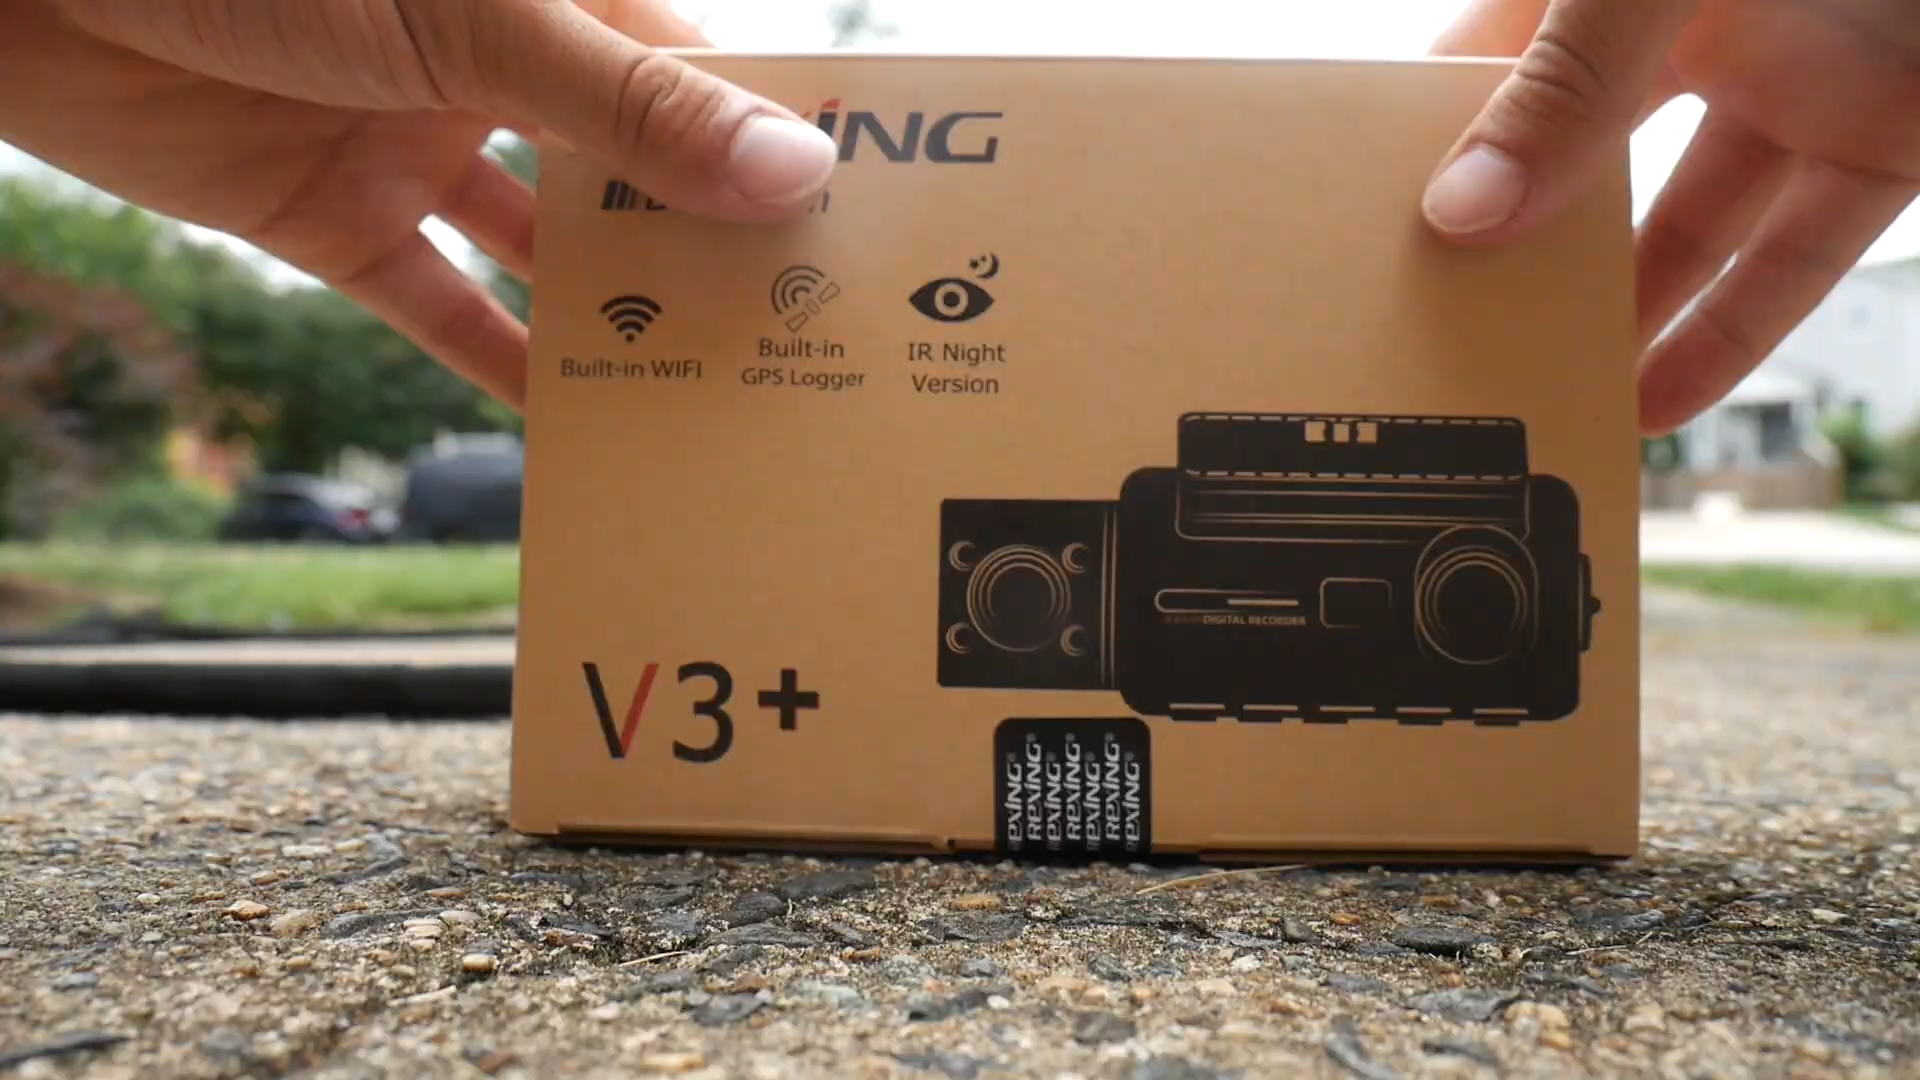 Built-in WIFI
Built-in
GPS Logger
IR Night
Version
DIGITAL RECORDER
V3+
REXING
REXING
REXING
REXING
REXING
REXING
REXING